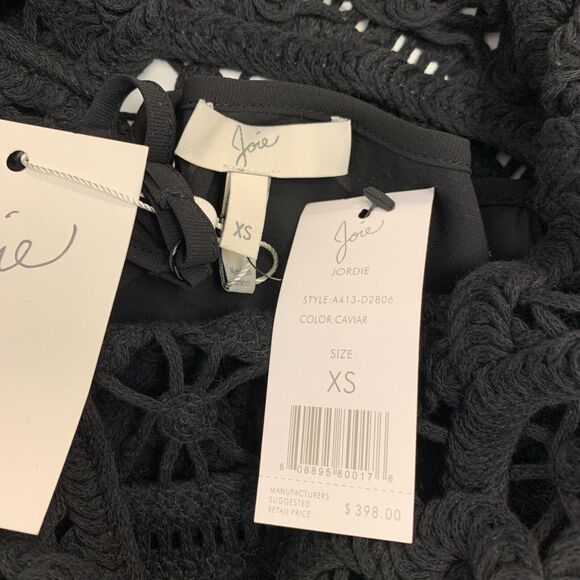 Joie
XS
Joie
JORDIE
STYLE:A413-D2806
COLOR:CAVIAR
SIZE
XS
8 08895 80017 6
MANUFACTURERS
SUGGESTED
RETAIL PRICE
$ 398.00